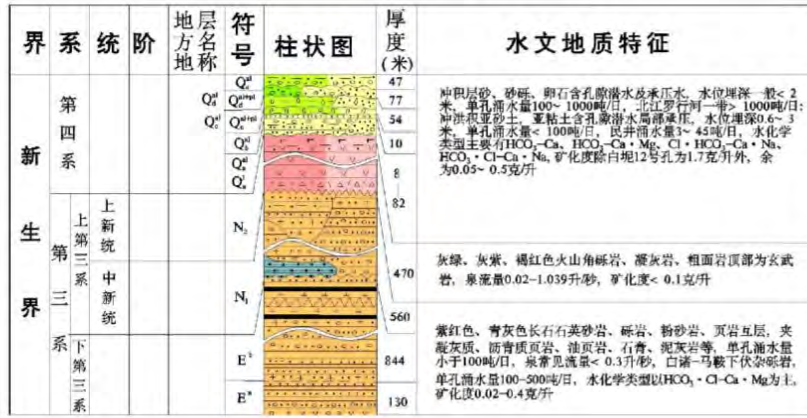 界 系 统 阶 地方地层名称 符号 柱状图 厚度(米) 水文地质特征
新生界
第四系
第三系
上第三系
下第三系
上新统
中新统
N₂
N₁
47
77
54
10
8
82
470
560
844
130
冲积层砂、砂砾、卵石含孔隙潜水及承压水，水位埋深一般< 2
米，单孔涌水量100~ 1000吨/日，北江罗行河一带> 1000吨/日；
冲洪积亚砂土，亚粘土含孔隙潜水局部承压，水位埋深0.6~ 3
米，单孔涌水量< 100吨/日，民井涌水量3~ 45吨/日，水化学
类型主要有HCO₃-Ca、HCO₃-Ca·Mg、Cl·HCO₃-Ca·Na、
HCO₃·Cl-Ca·Na，矿化度除白坭12号孔为1.7克/升外，余
为0.05~ 0.5克/升
灰绿、灰紫、褐红色火山角砾岩、凝灰岩、粗面岩顶部为玄武
岩，泉流量0.02-1.039升/秒，矿化度< 0.1克/升
紫红色、青灰色长石石英砂岩、砾岩、粉砂岩、页岩互层，夹
凝灰质、沥青质页岩、油页岩、石膏、泥灰岩等，单孔涌水量
小于100吨/日，泉常见流量< 0.3升/秒，白诸-马鞍下伏杂砾岩，
单孔涌水量100-500吨/日，水化学类型以HCO₃·Cl-Ca·Mg为主，
矿化度0.02-0.4克/升